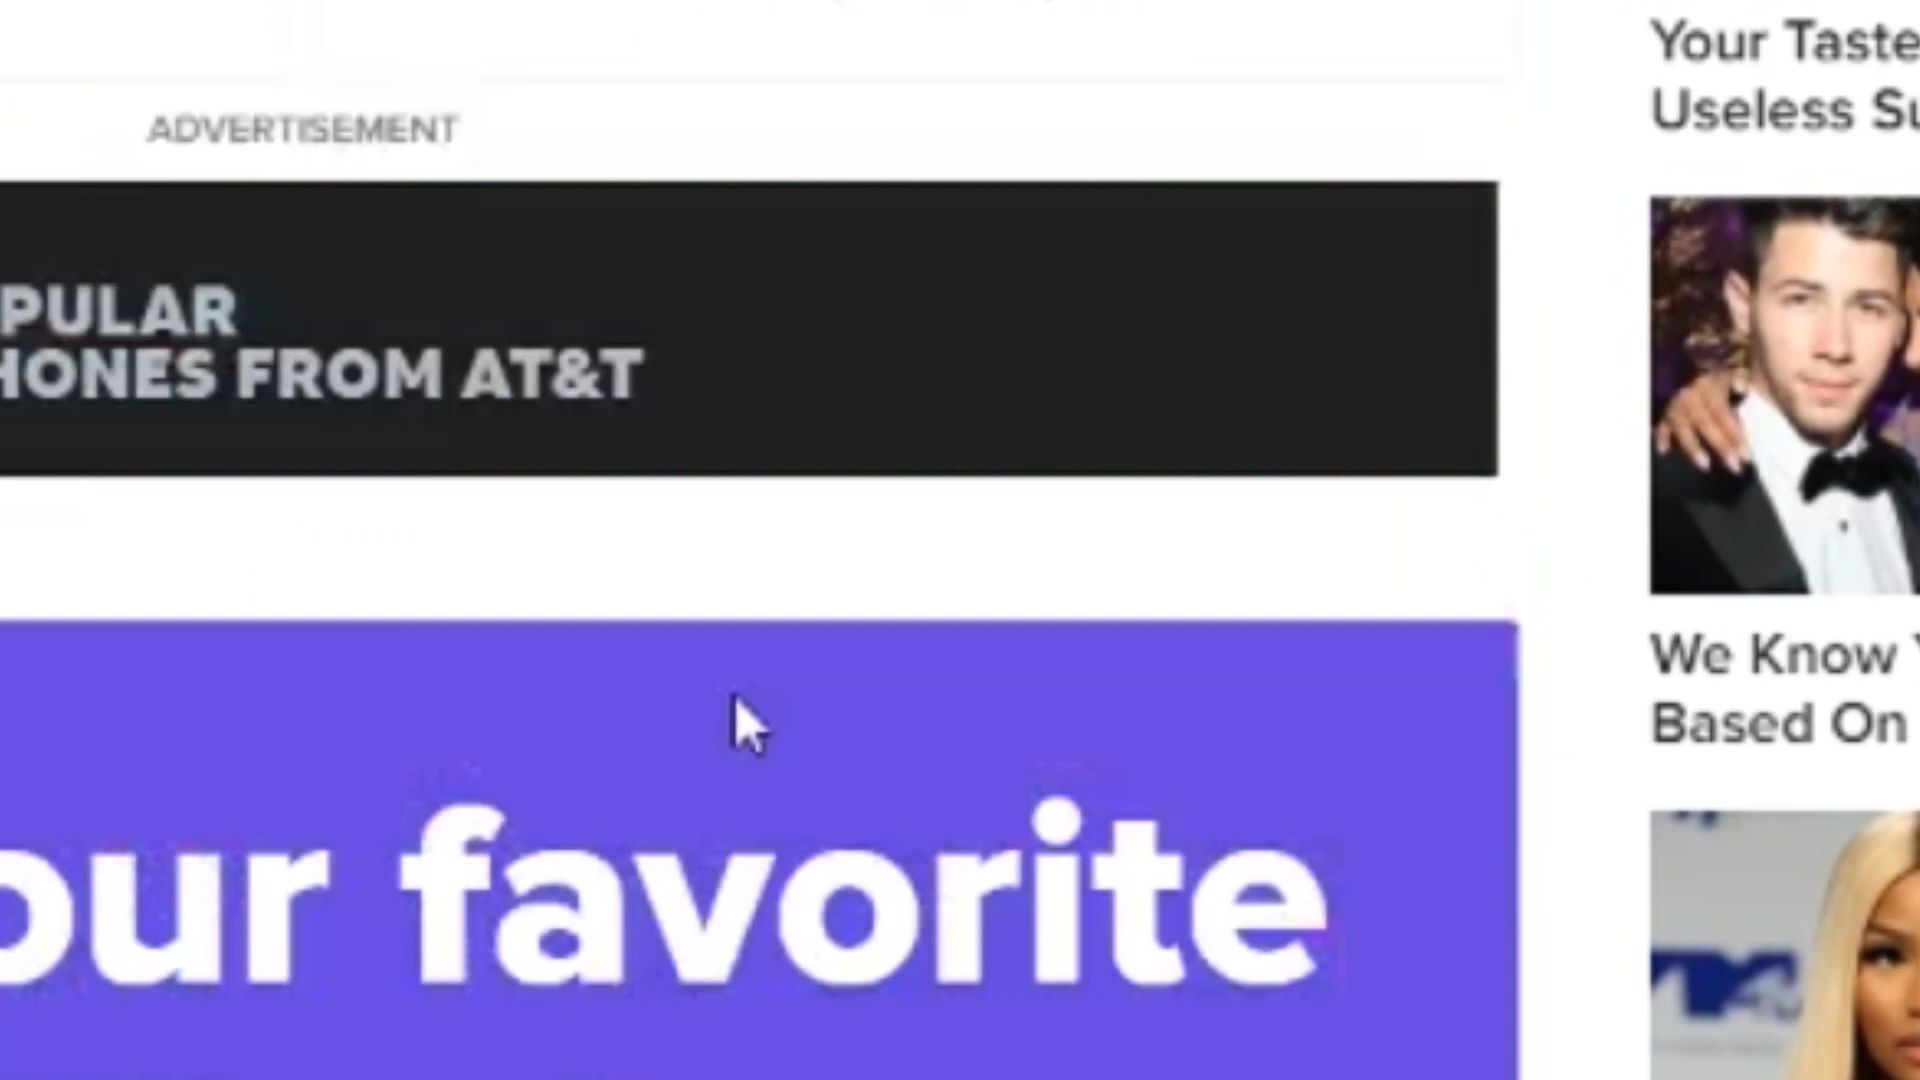 ADVERTISEMENT
PULAR
HONES FROM AT&T
our favorite
Your Taste
Useless Su
We Know Y
Based On